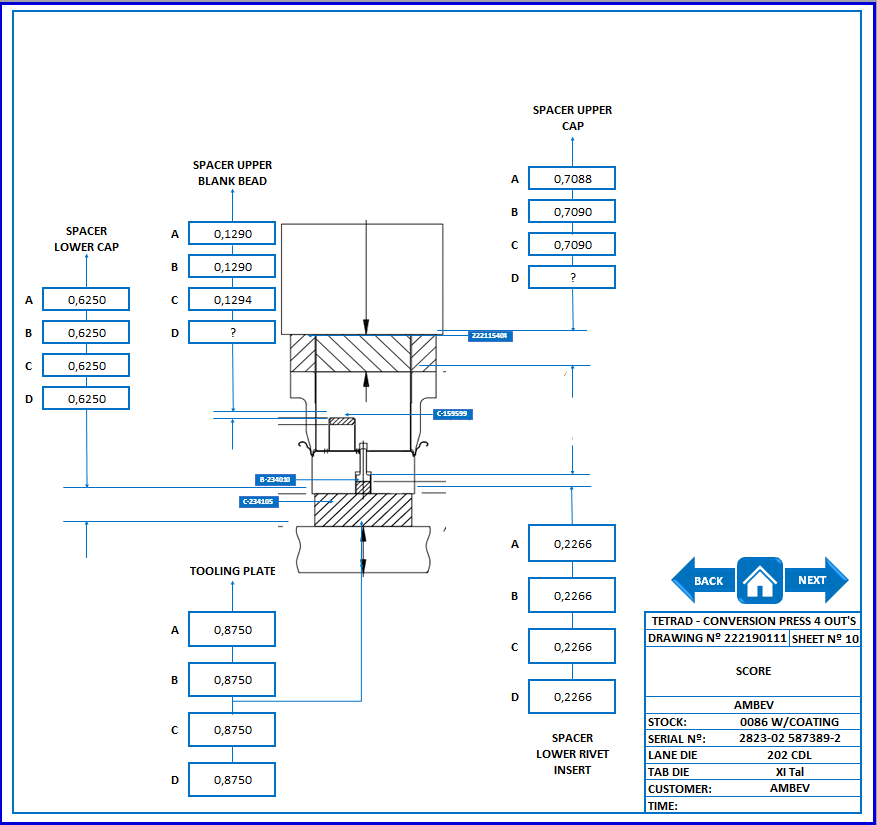 SPACER UPPER
CAP
A 0,7088
B 0,7090
C 0,7090
D ?
SPACER UPPER
BLANK BEAD
A 0,1290
B 0,1290
C 0,1294
D ?
SPACER
LOWER CAP
A 0,6250
B 0,6250
C 0,6250
D 0,6250
C-159599
B-234010
C-234105
TOOLING PLATE
A 0,8750
B 0,8750
C 0,8750
D 0,8750
A 0,2266
B 0,2266
C 0,2266
D 0,2266
SPACER
LOWER RIVET
INSERT
BACK
NEXT
TETRAD - CONVERSION PRESS 4 OUT'S
DRAWING Nº 222190111 SHEET Nº 10
SCORE
AMBEV
STOCK: 0086 W/COATING
SERIAL Nº: 2823-02 587389-2
LANE DIE 202 CDL
TAB DIE XI Tal
CUSTOMER: AMBEV
TIME: